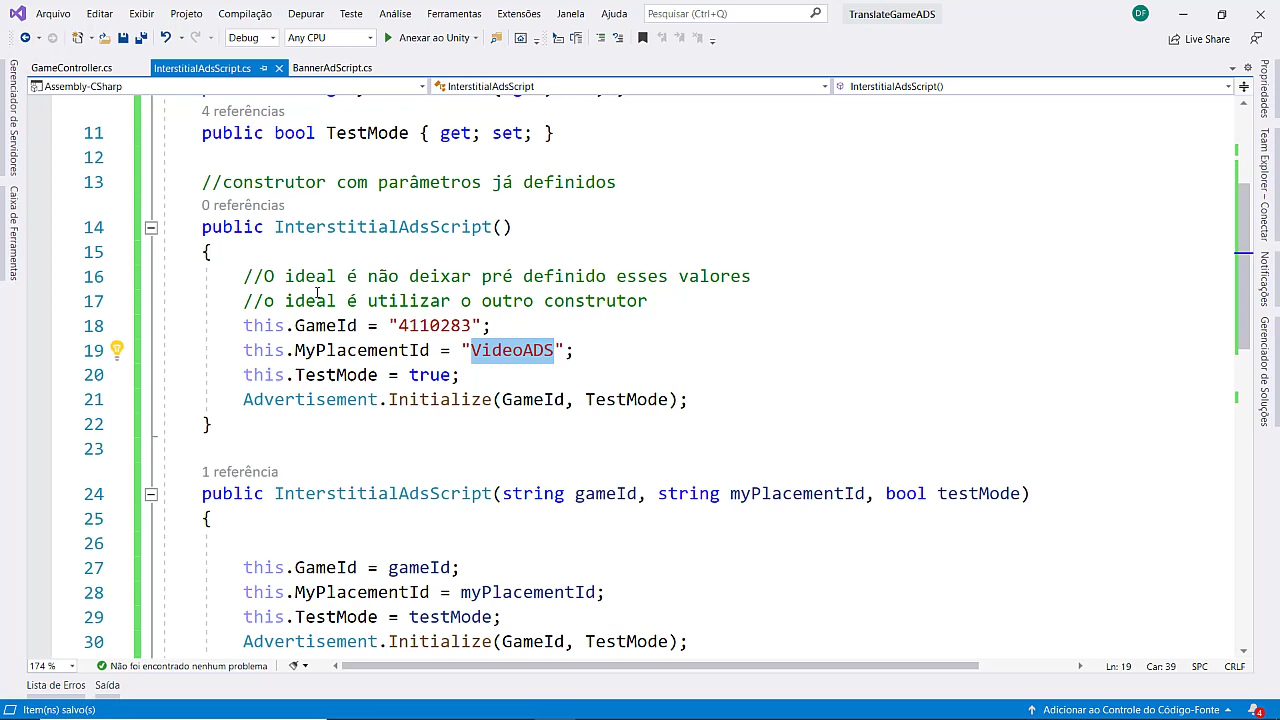 Arquivo Editar Exibir Projeto Compilação Depurar Teste Análise Ferramentas Extensões Janela Ajuda Pesquisar (Ctrl+Q) TranslateGameADS DF
Debug Any CPU Anexar ao Unity Live Share
GameController.cs InterstitialAdsScript.cs BannerAdScript.cs
Assembly-CSharp InterstitialAdsScript InterstitialAdsScript()
Gerenciador de Servidores
Caixa de Ferramentas
4 referências
11 public bool TestMode { get; set; }
12
13 //construtor com parâmetros já definidos
0 referências
14 public InterstitialAdsScript()
15 {
16 //O ideal é não deixar pré definido esses valores
17 //o ideal é utilizar o outro construtor
18 this.GameId = "4110283";
19 this.MyPlacementId = "VideoADS";
20 this.TestMode = true;
21 Advertisement.Initialize(GameId, TestMode);
22 }
23
1 referência
24 public InterstitialAdsScript(string gameId, string myPlacementId, bool testMode)
25 {
26
27 this.GameId = gameId;
28 this.MyPlacementId = myPlacementId;
29 this.TestMode = testMode;
30 Advertisement.Initialize(GameId, TestMode);
Propriedades
Team Explorer – Conectar
Notificações
Gerenciador de Soluções
174 % Não foi encontrado nenhum problema Ln: 19 Car: 39 SPC CRLF
Lista de Erros Saída
Item(ns) salvo(s) Adicionar ao Controle do Código-Fonte 4